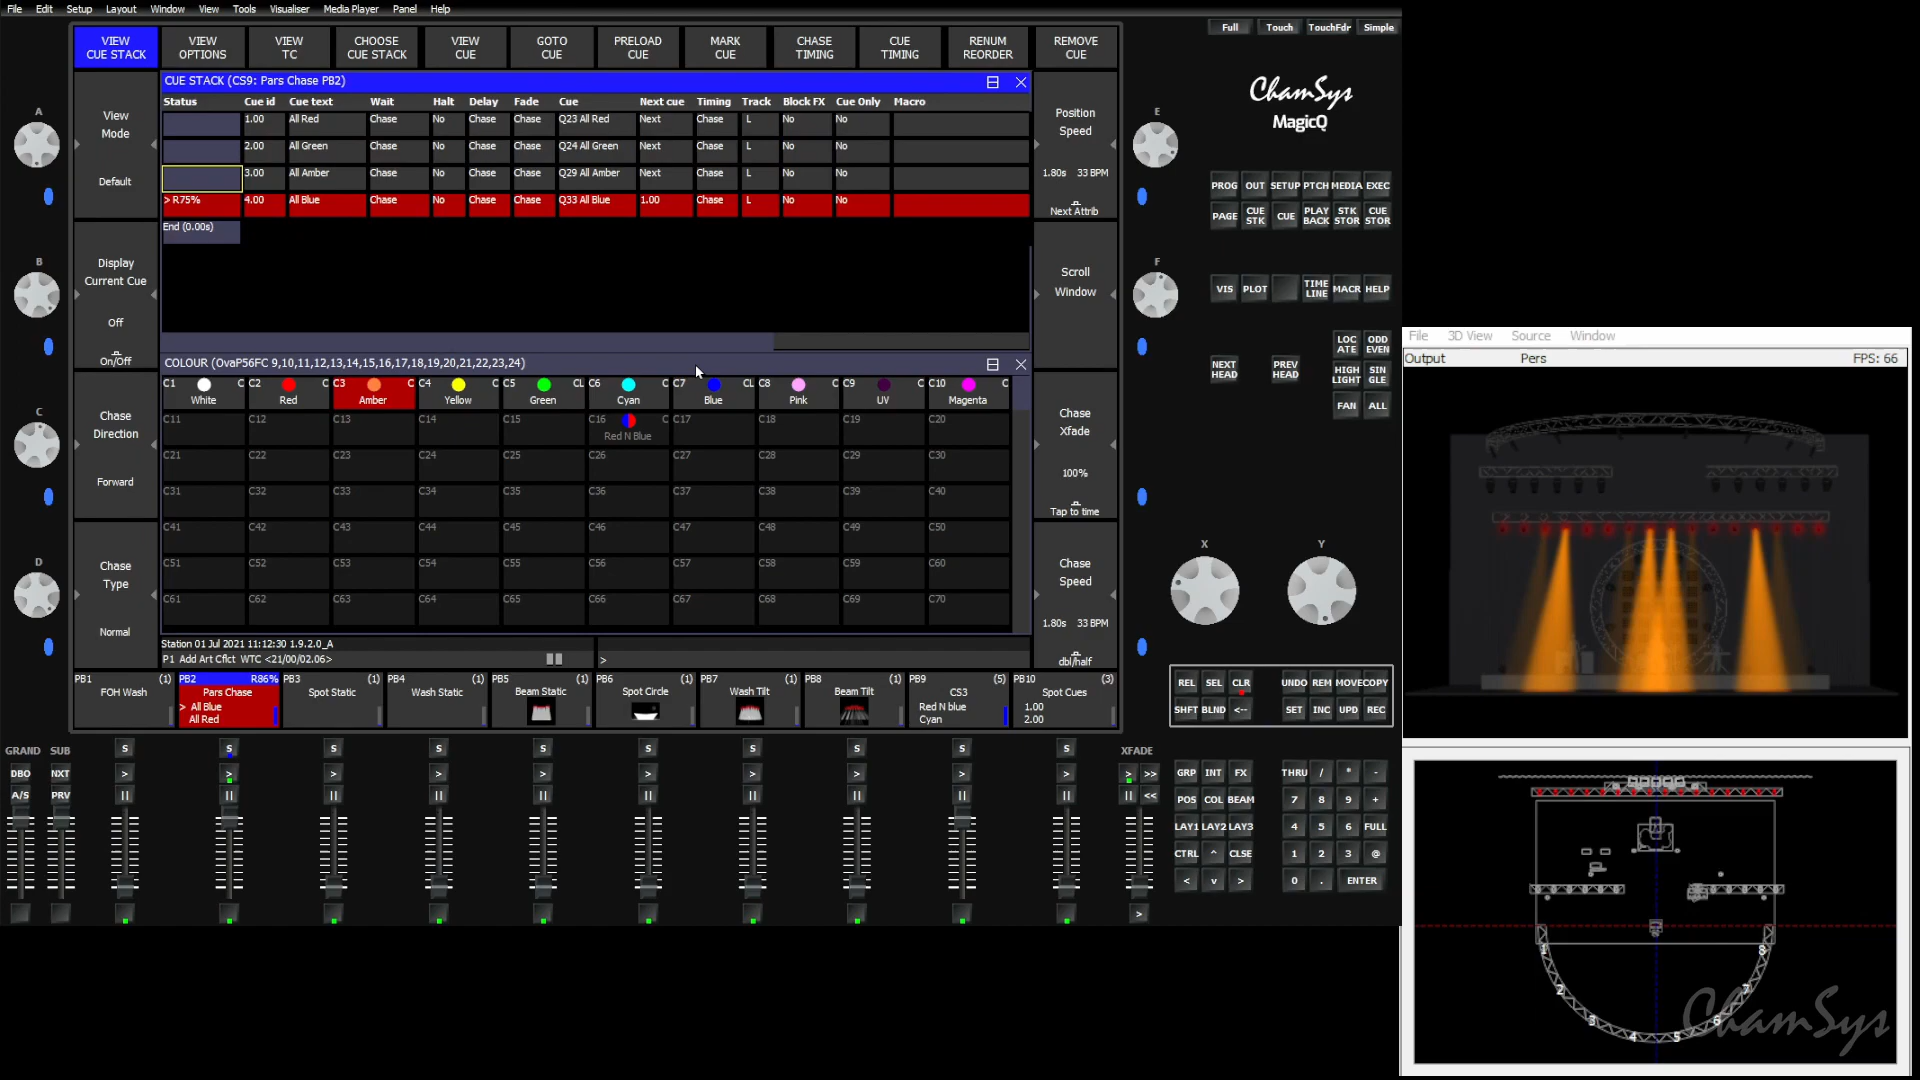 File Edit Setup Layout Window View Tools Visualiser Media Player Panel Help
Full Touch TouchFdr Simple
VIEW CUE STACK VIEW OPTIONS VIEW TC CHOOSE CUE STACK VIEW CUE GOTO CUE PRELOAD CUE MARK CUE CHASE TIMING CUE TIMING RENUM REORDER REMOVE CUE
CUE STACK (CS9: Pars Chase PB2)
Status Cue id Cue text Wait Halt Delay Fade Cue Next cue Timing Track Block FX Cue Only Macro
1.00 All Red Chase No Chase Chase Q23 All Red Next Chase L No No
2.00 All Green Chase No Chase Chase Q24 All Green Next Chase L No No
3.00 All Amber Chase No Chase Chase Q29 All Amber Next Chase L No No
> R75% 4.00 All Blue Chase No Chase Chase Q33 All Blue 1.00 Chase L No No
End (0.00s)
View Mode
Default
Display Current Cue
Off
On/Off
Chase Direction
Forward
Chase Type
Normal
Position Speed
1.80s 33 BPM
Next Attrib
Scroll Window
Chase Xfade
100%
Tap to time
Chase Speed
1.80s 33 BPM
dbl/half
COLOUR (OvaP56FC 9,10,11,12,13,14,15,16,17,18,19,20,21,22,23,24)
C1 C C2 C C3 C C4 C C5 CL C6 C C7 CL C8 C C9 C C10 C
White Red Amber Yellow Green Cyan Blue Pink UV Magenta
C11 C12 C13 C14 C15 C16 C C17 C18 C19 C20
Red N Blue
C21 C22 C23 C24 C25 C26 C27 C28 C29 C30
C31 C32 C33 C34 C35 C36 C37 C38 C39 C40
C41 C42 C43 C44 C45 C46 C47 C48 C49 C50
C51 C52 C53 C54 C55 C56 C57 C58 C59 C60
C61 C62 C63 C64 C65 C66 C67 C68 C69 C70
Station 01 Jul 2021 11:12:30 1.9.2.0_A
P1 Add Art Cflct WTC <21/00/02.06>
>
PB1 (1) PB2 R86% PB3 (1) PB4 (1) PB5 (1) PB6 (1) PB7 (1) PB8 (1) PB9 (5) PB10 (3)
FOH Wash Pars Chase Spot Static Wash Static Beam Static Spot Circle Wash Tilt Beam Tilt CS3 Spot Cues
> All Blue Red N blue 1.00
All Red Cyan 2.00
A
B
C
D
E
F
X Y
ChamSys
MagicQ
PROG OUT SETUP PTCH MEDIA EXEC
PAGE CUE STK CUE PLAY BACK STK STOR CUE STOR
VIS PLOT TIME LINE MACR HELP
LOC ATE ODD EVEN
NEXT HEAD PREV HEAD HIGH LIGHT SIN GLE
FAN ALL
REL SEL CLR UNDO REM MOVE COPY
SHFT BLND <-- SET INC UPD REC
GRAND SUB
DBO NXT
A/S PRV
S S S S S S S S S S
> > > > > > > > > >
XFADE
> >>
<<
>
GRP INT FX THRU / * -
POS COL BEAM 7 8 9 +
LAY1 LAY2 LAY3 4 5 6 FULL
CTRL ^ CLSE 1 2 3 @
< v > 0 . ENTER
File 3D View Source Window
Output Pers FPS: 66
1 2 3 4 5 6 7 8
ChamSys